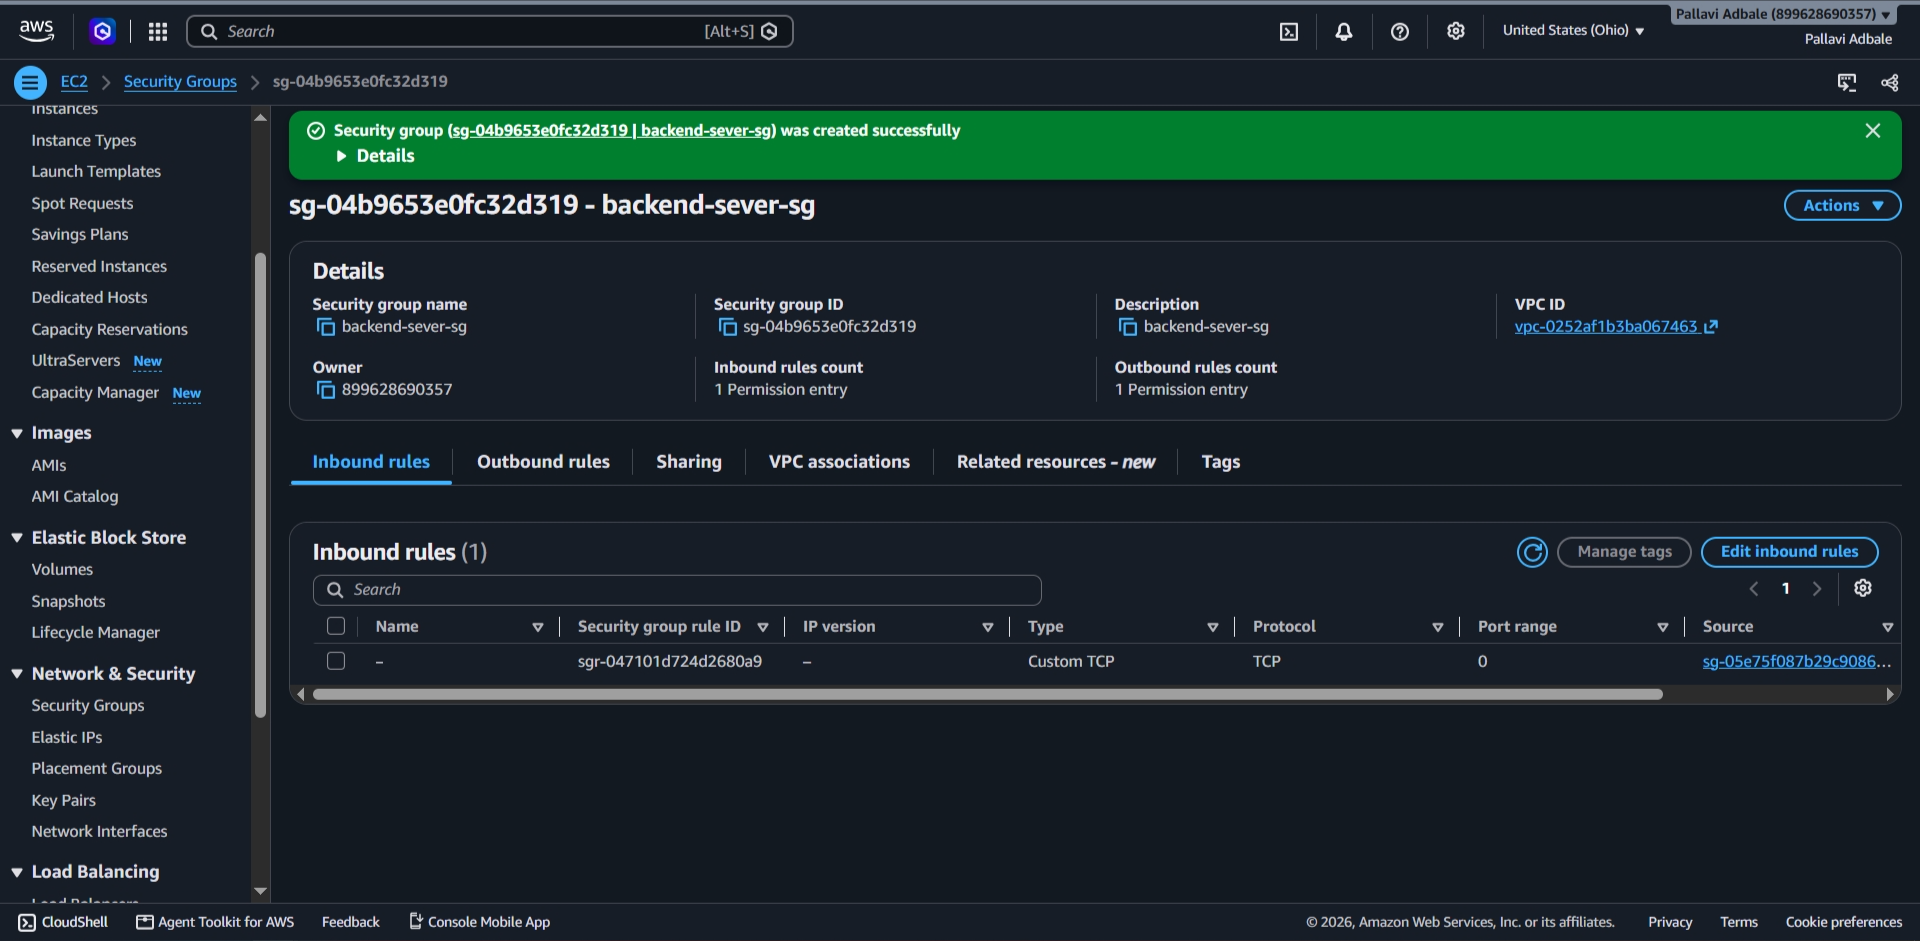 aws
Search [Alt+S]
United States (Ohio)
Pallavi Adbale (899628690357)
Pallavi Adbale
EC2 Security Groups sg-04b9653e0fc32d319
Instances
Instance Types
Launch Templates
Spot Requests
Savings Plans
Reserved Instances
Dedicated Hosts
Capacity Reservations
UltraServers New
Capacity Manager New
Images
AMIs
AMI Catalog
Elastic Block Store
Volumes
Snapshots
Lifecycle Manager
Network & Security
Security Groups
Elastic IPs
Placement Groups
Key Pairs
Network Interfaces
Load Balancing
Load Balancers
Security group (sg-04b9653e0fc32d319 | backend-sever-sg) was created successfully
Details
sg-04b9653e0fc32d319 - backend-sever-sg
Actions
Details
Security group name
backend-sever-sg
Security group ID
sg-04b9653e0fc32d319
Description
backend-sever-sg
VPC ID
vpc-0252af1b3ba067463
Owner
899628690357
Inbound rules count
1 Permission entry
Outbound rules count
1 Permission entry
Inbound rules Outbound rules Sharing VPC associations Related resources - new Tags
Inbound rules (1)
Manage tags Edit inbound rules
Search
1
Name Security group rule ID IP version Type Protocol Port range Source
– sgr-047101d724d2680a9 – Custom TCP TCP 0 sg-05e75f087b29c9086...
CloudShell Agent Toolkit for AWS Feedback Console Mobile App
© 2026, Amazon Web Services, Inc. or its affiliates. Privacy Terms Cookie preferences